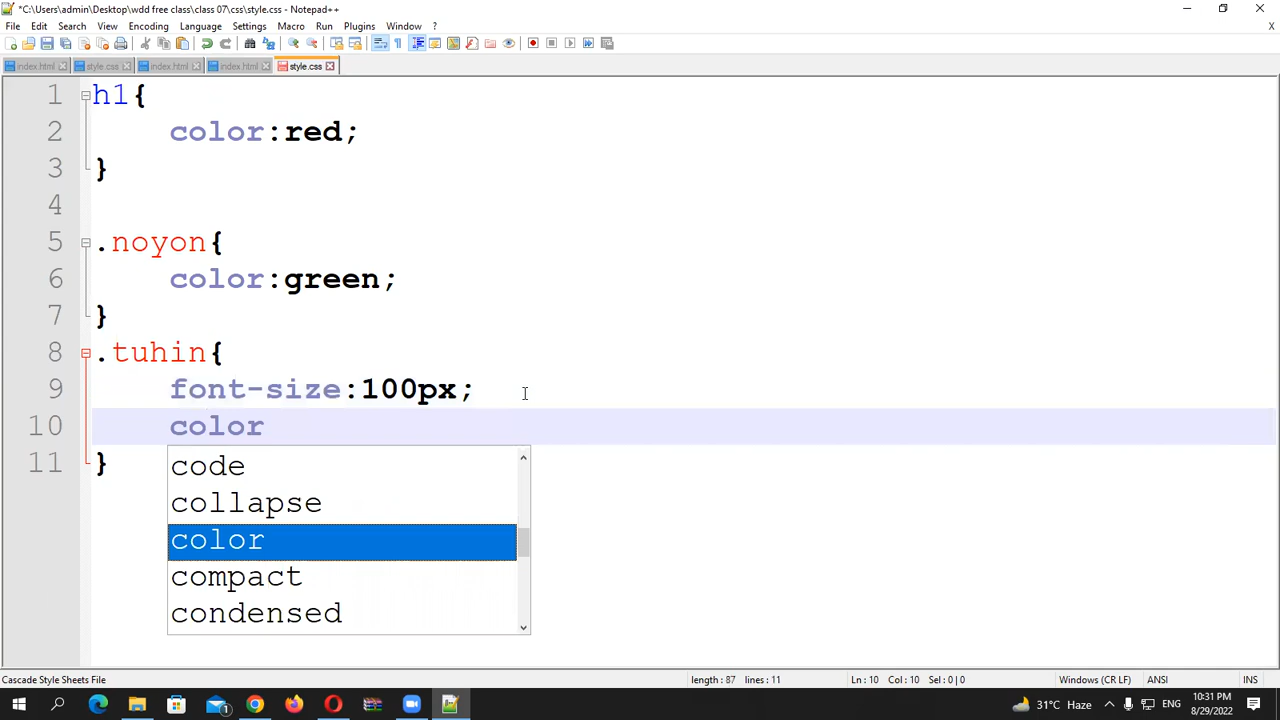 *C:\Users\admin\Desktop\wdd free class\class 07\css\style.css - Notepad++
File Edit Search View Encoding Language Settings Macro Run Plugins Window ?
X
index.html style.css index.html index.html style.css
1 h1{
2 color:red;
3 }
4
5 .noyon{
6 color:green;
7 }
8 .tuhin{
9 font-size:100px;
10 color
11 }
code
collapse
color
compact
condensed
Cascade Style Sheets File length : 87 lines : 11 Ln : 10 Col : 10 Sel : 0 | 0 Windows (CR LF) ANSI INS
31°C Haze ENG 10:31 PM
8/29/2022